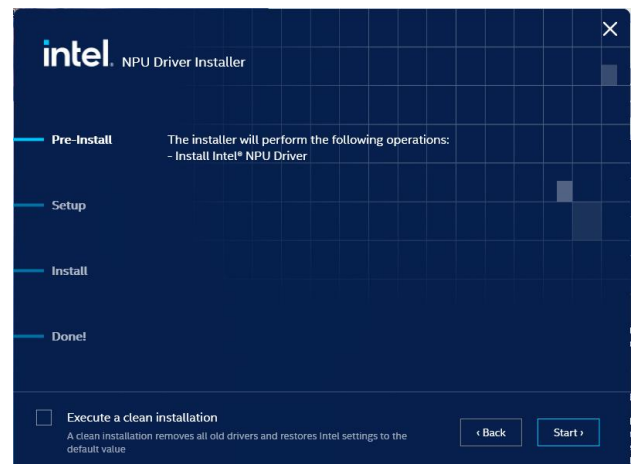 intel. NPU Driver Installer
Pre-Install
The installer will perform the following operations:
- Install Intel® NPU Driver
Setup
Install
Done!
Execute a clean installation
A clean installation removes all old drivers and restores Intel settings to the
default value
‹ Back
Start ›